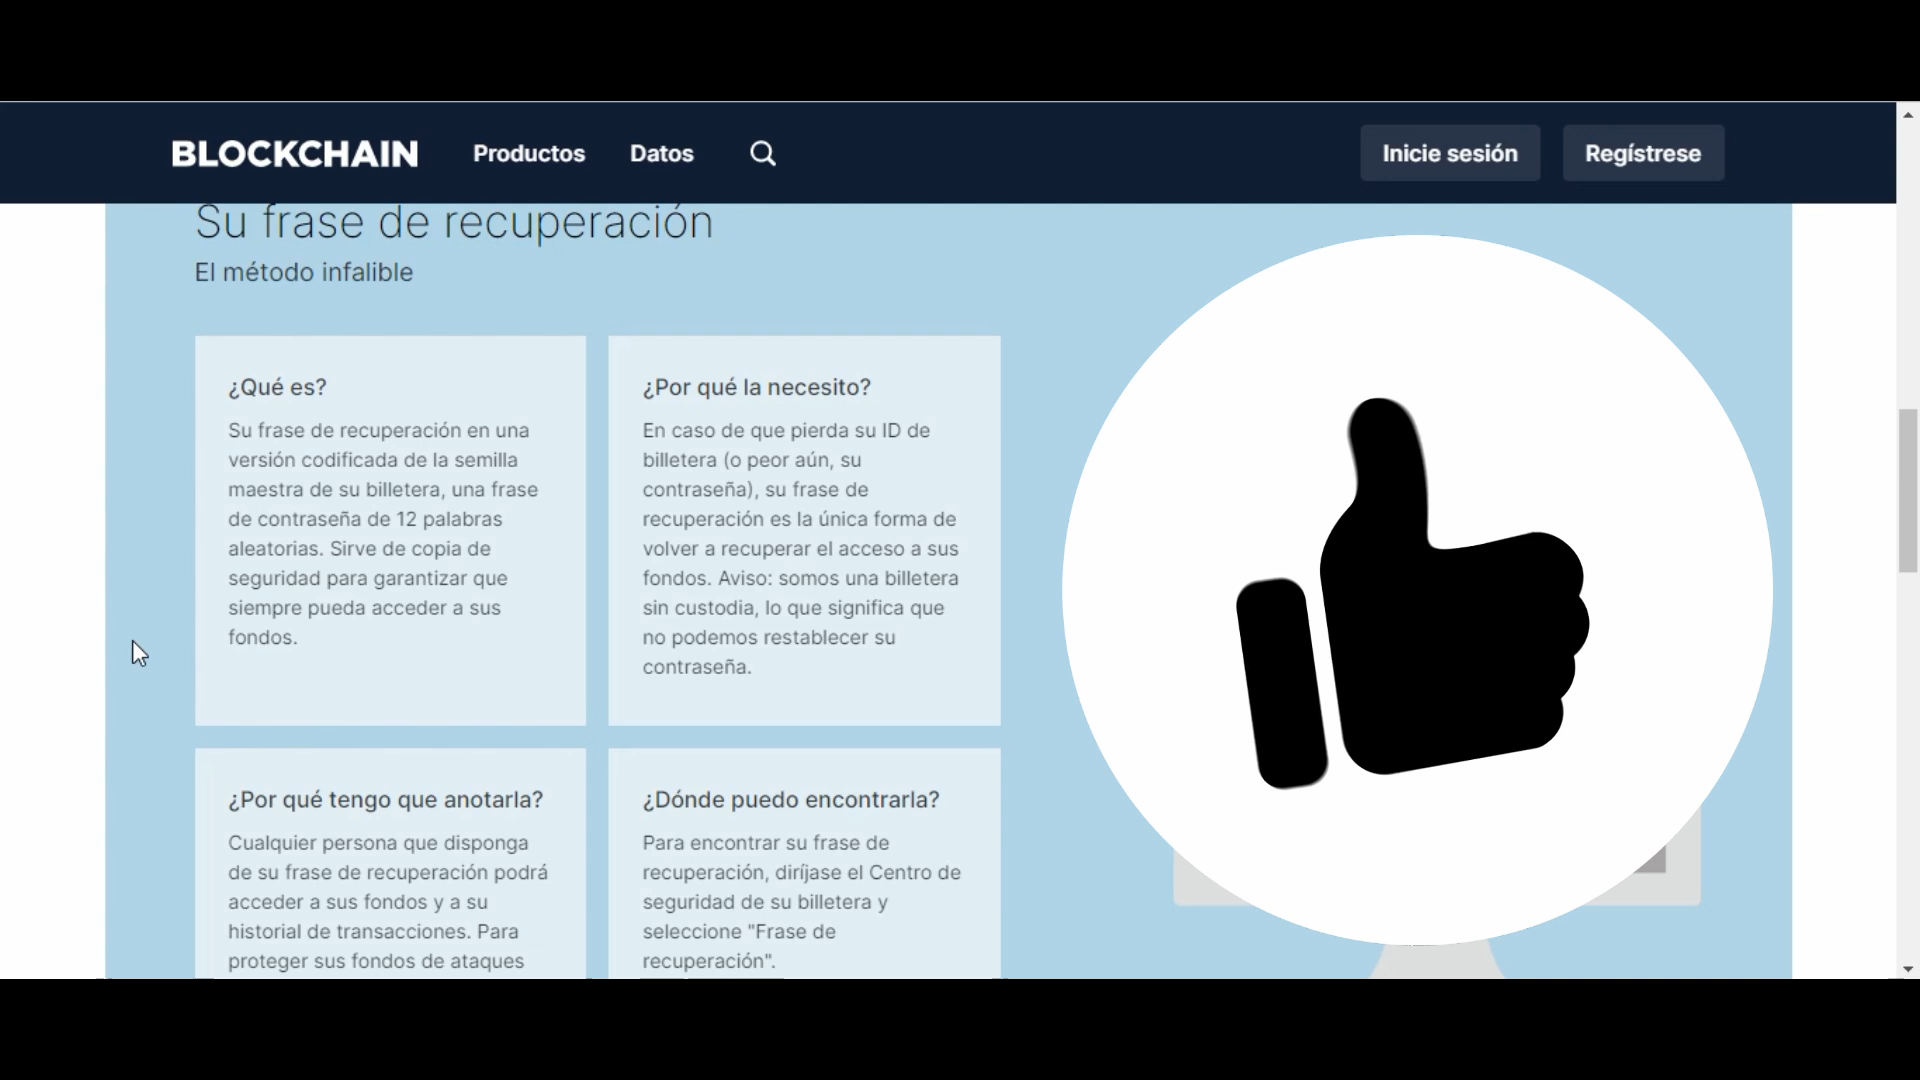 BLOCKCHAIN Productos Datos Inicie sesión Regístrese
Su frase de recuperación
El método infalible
¿Qué es?
Su frase de recuperación en una
versión codificada de la semilla
maestra de su billetera, una frase
de contraseña de 12 palabras
aleatorias. Sirve de copia de
seguridad para garantizar que
siempre pueda acceder a sus
fondos.
¿Por qué la necesito?
En caso de que pierda su ID de
billetera (o peor aún, su
contraseña), su frase de
recuperación es la única forma de
volver a recuperar el acceso a sus
fondos. Aviso: somos una billetera
sin custodia, lo que significa que
no podemos restablecer su
contraseña.
¿Por qué tengo que anotarla?
Cualquier persona que disponga
de su frase de recuperación podrá
acceder a sus fondos y a su
historial de transacciones. Para
proteger sus fondos de ataques
¿Dónde puedo encontrarla?
Para encontrar su frase de
recuperación, diríjase el Centro de
seguridad de su billetera y
seleccione "Frase de
recuperación".